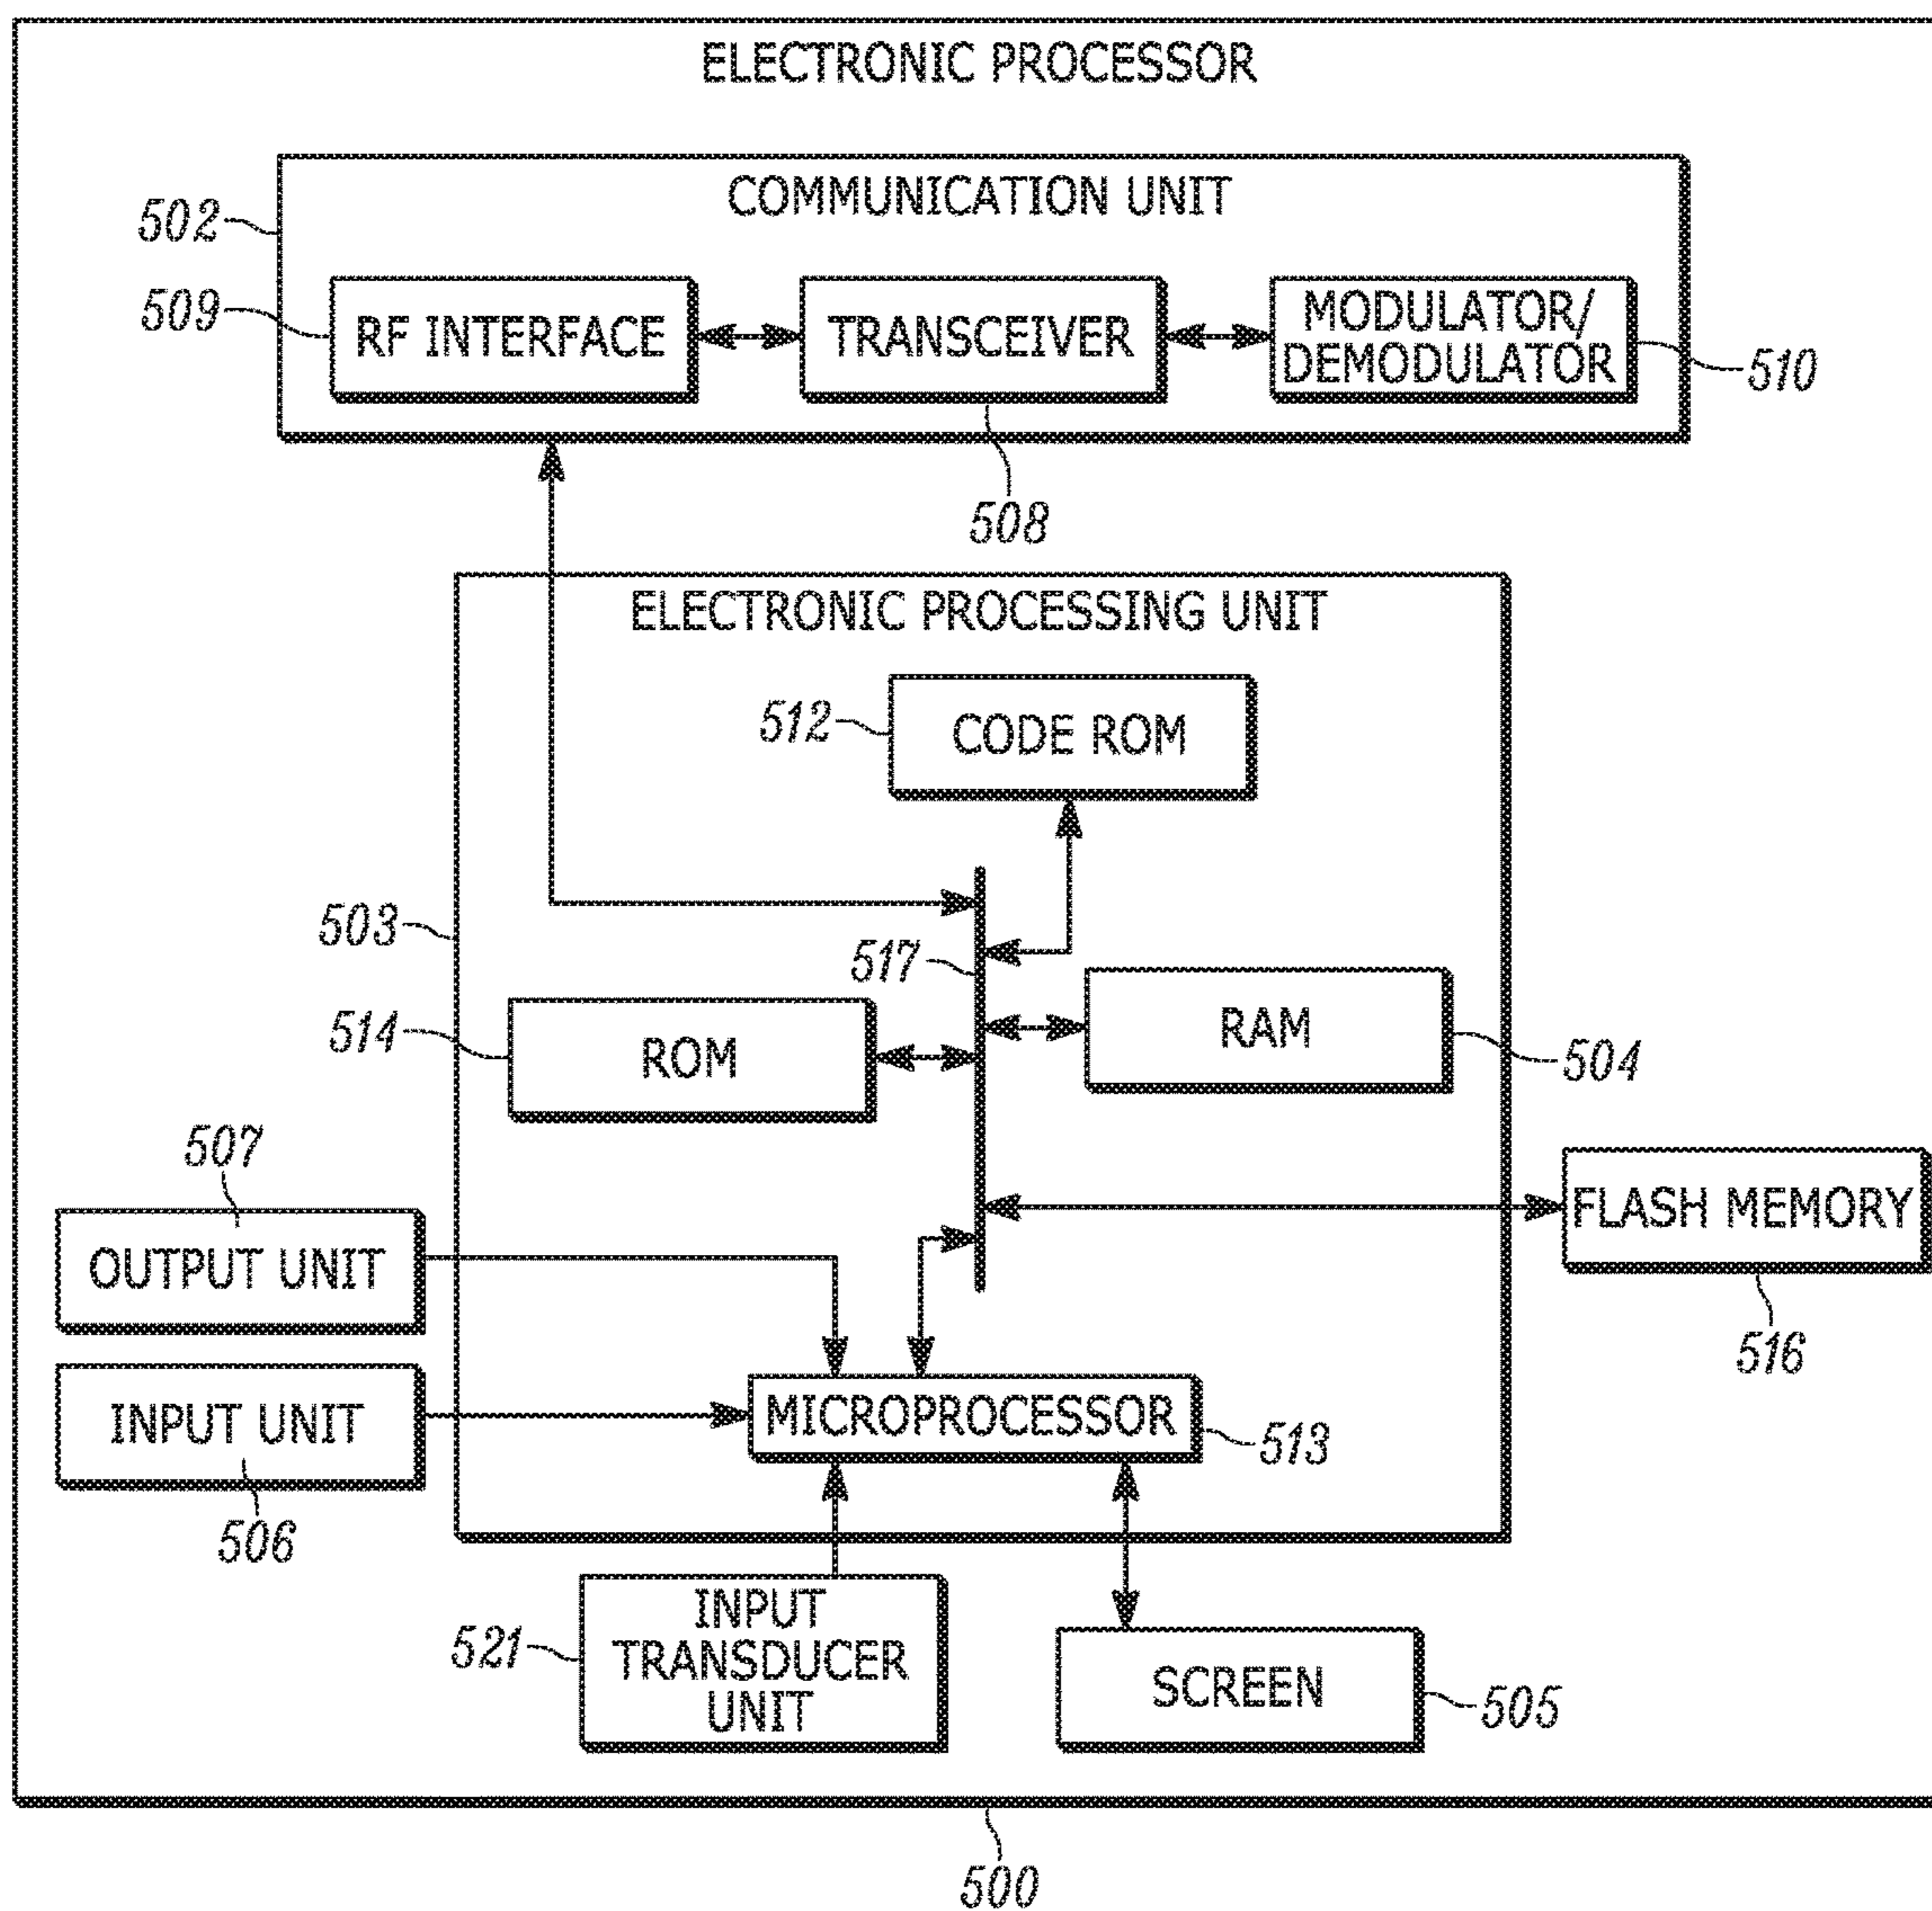 ELECTRONIC PROCESSOR
COMMUNICATION UNIT
502
509
RF INTERFACE
TRANSCEIVER
MODULATOR/
DEMODULATOR
510
508
ELECTRONIC PROCESSING UNIT
512
CODE ROM
503
517
514
ROM
RAM
504
507
OUTPUT UNIT
FLASH MEMORY
516
INPUT UNIT
506
MICROPROCESSOR
513
521
INPUT
TRANSDUCER
UNIT
SCREEN
505
500